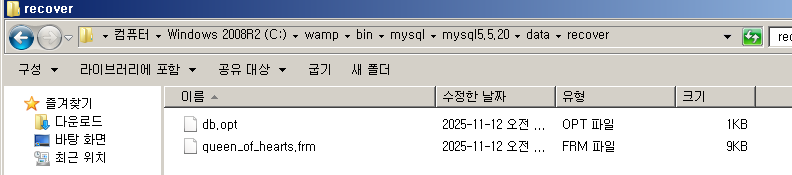 recover
컴퓨터 ▸ Windows 2008R2 (C:) ▸ wamp ▸ bin ▸ mysql ▸ mysql5.5.20 ▸ data ▸ recover
구성 라이브러리에 포함 공유 대상 굽기 새 폴더
즐겨찾기
다운로드
바탕 화면
최근 위치
이름 수정한 날짜 유형 크기
db.opt 2025-11-12 오전 ... OPT 파일 1KB
queen_of_hearts.frm 2025-11-12 오전 ... FRM 파일 9KB